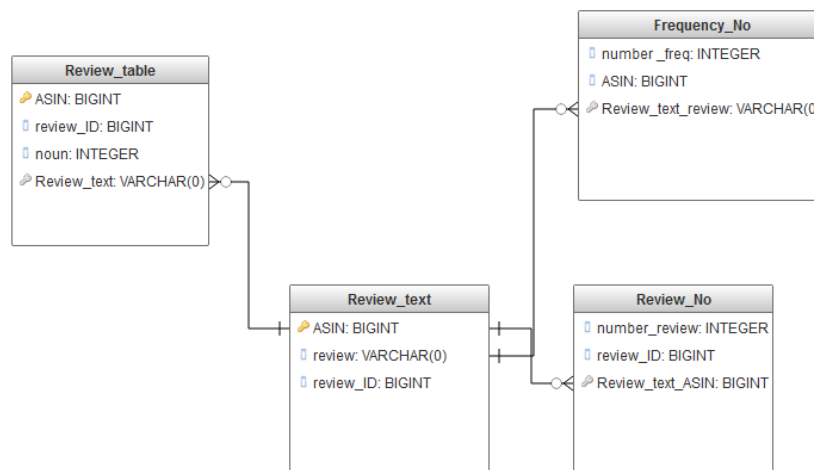 Review_table
ASIN: BIGINT
review_ID: BIGINT
noun: INTEGER
Review_text: VARCHAR(0)
Frequency_No
number _freq: INTEGER
ASIN: BIGINT
Review_text_review: VARCHAR(0
Review_text
ASIN: BIGINT
review: VARCHAR(0)
review_ID: BIGINT
Review_No
number_review: INTEGER
review_ID: BIGINT
Review_text_ASIN: BIGINT